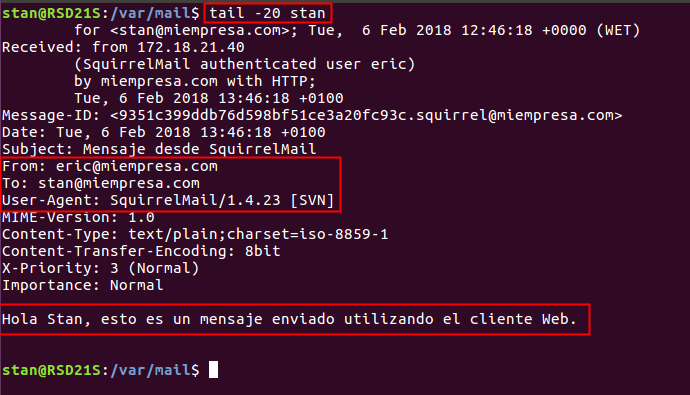 stan@RSD21S:/var/mail$ tail -20 stan
for <stan@miempresa.com>; Tue,  6 Feb 2018 12:46:18 +0000 (WET)
Received: from 172.18.21.40
(SquirrelMail authenticated user eric)
by miempresa.com with HTTP;
Tue, 6 Feb 2018 13:46:18 +0100
Message-ID: <9351c399ddb76d598bf51ce3a20fc93c.squirrel@miempresa.com>
Date: Tue, 6 Feb 2018 13:46:18 +0100
Subject: Mensaje desde SquirrelMail
From: eric@miempresa.com
To: stan@miempresa.com
User-Agent: SquirrelMail/1.4.23 [SVN]
MIME-Version: 1.0
Content-Type: text/plain;charset=iso-8859-1
Content-Transfer-Encoding: 8bit
X-Priority: 3 (Normal)
Importance: Normal
Hola Stan, esto es un mensaje enviado utilizando el cliente Web.
stan@RSD21S:/var/mail$